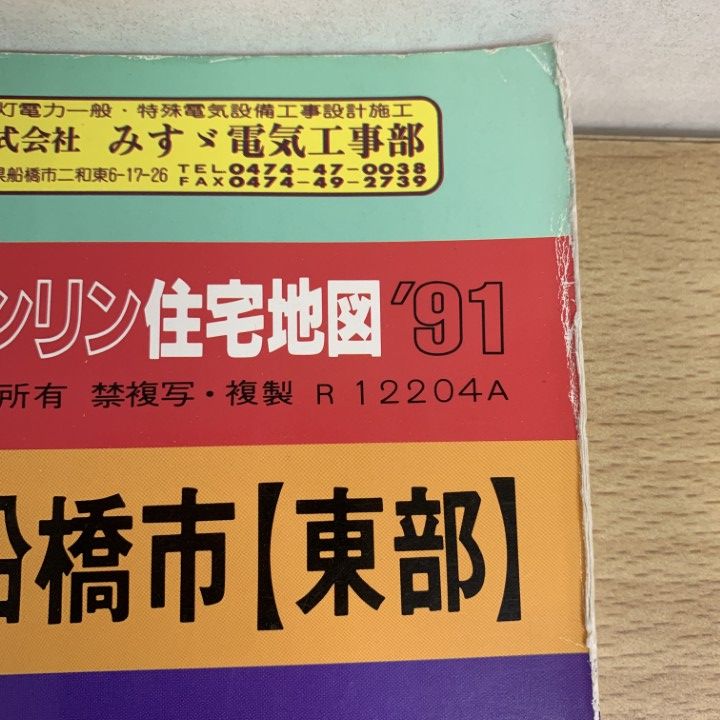 灯電力一般・特殊電気設備工事設計施工
式会社 みすゞ電気工事部
県船橋市二和東6-17-26 TEL.0474-47-0038
FAX0474-49-2739
ンリン住宅地図 '91
所有 禁複写・複製 R 12204A
船橋市【東部】